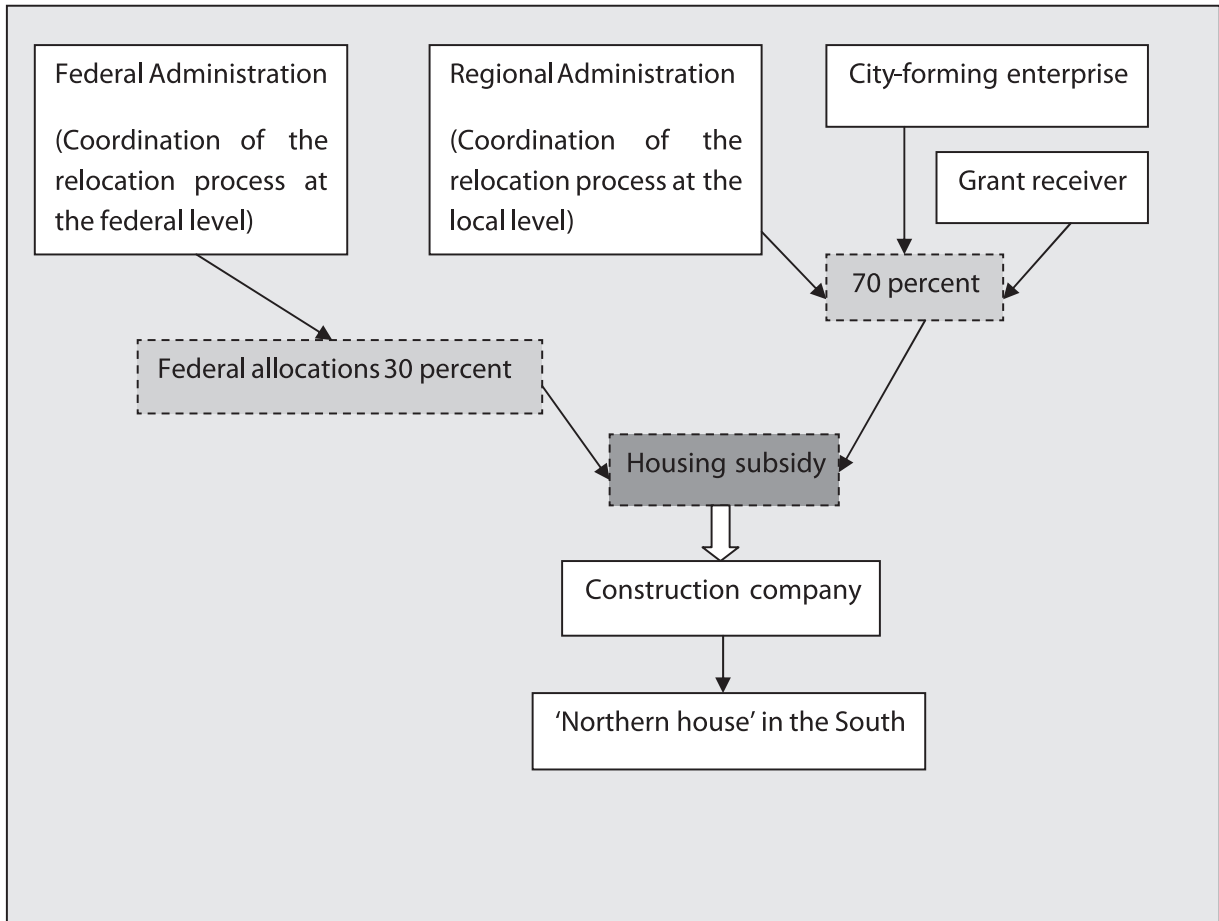 Federal Administration
(Coordination of the
relocation process at
the federal level)
Regional Administration
(Coordination of the
relocation process at the
local level)
City-forming enterprise
Grant receiver
70 percent
Federal allocations 30 percent
Housing subsidy
Construction company
‘Northern house’ in the South